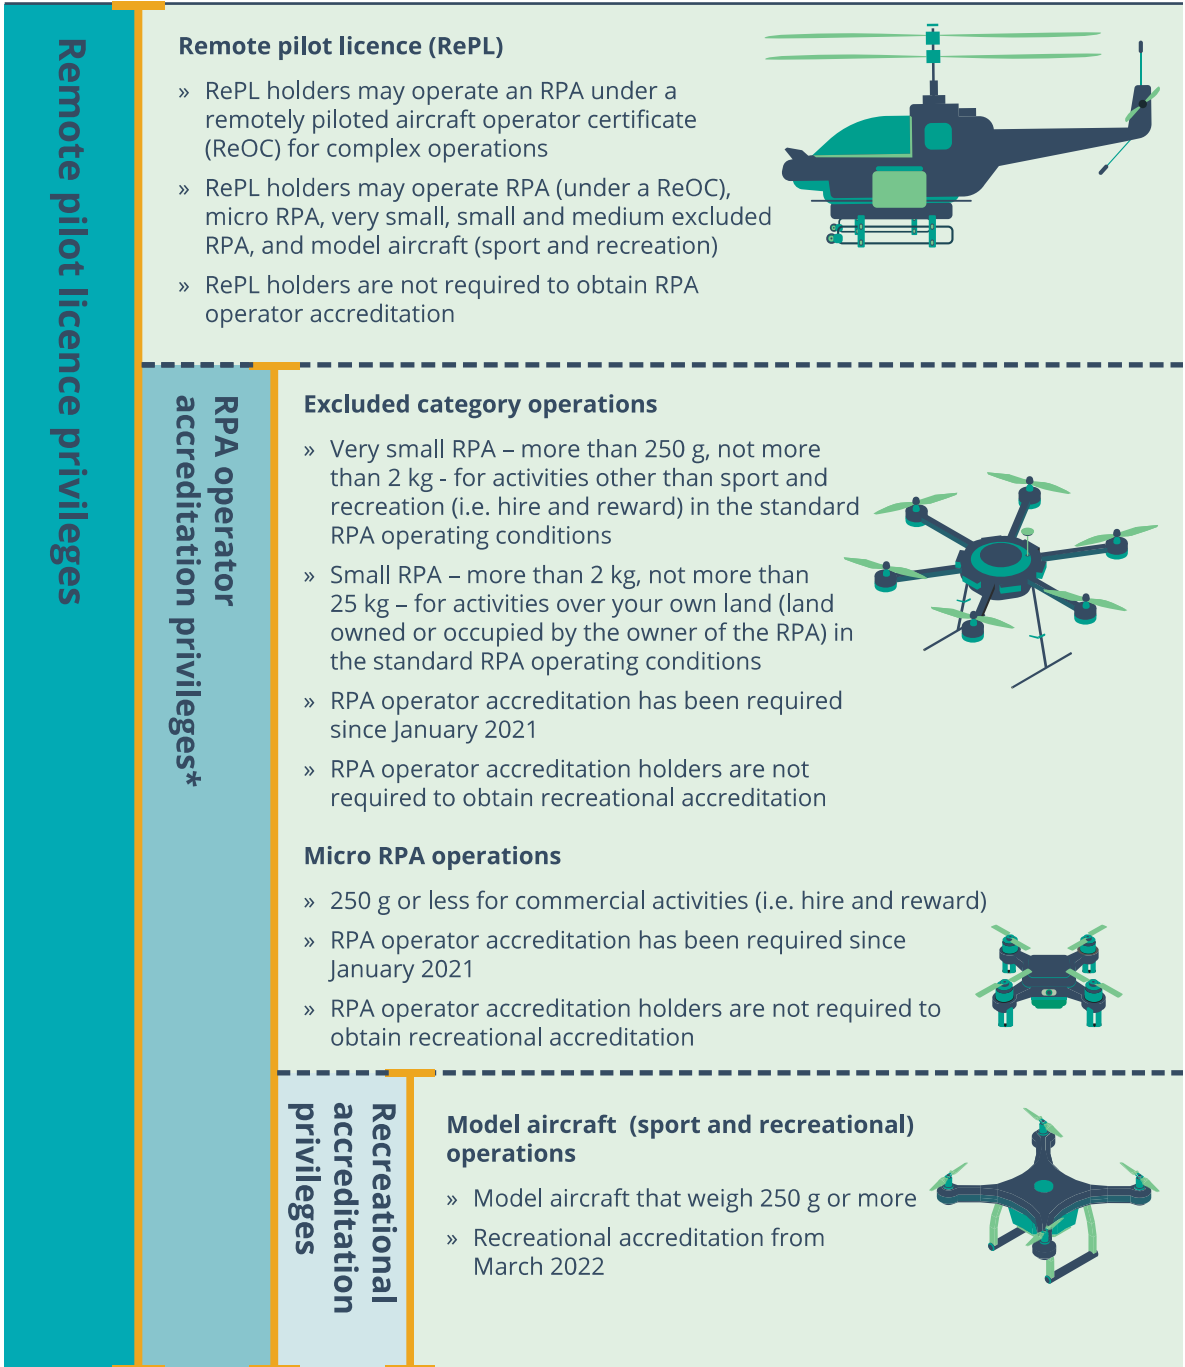 Remote pilot licence privileges
Remote pilot licence (RePL)
» RePL holders may operate an RPA under a
remotely piloted aircraft operator certificate
(ReOC) for complex operations
» RePL holders may operate RPA (under a ReOC),
micro RPA, very small, small and medium excluded
RPA, and model aircraft (sport and recreation)
» RePL holders are not required to obtain RPA
operator accreditation
RPA operator
accreditation privileges*
Excluded category operations
» Very small RPA – more than 250 g, not more
than 2 kg - for activities other than sport and
recreation (i.e. hire and reward) in the standard
RPA operating conditions
» Small RPA – more than 2 kg, not more than
25 kg – for activities over your own land (land
owned or occupied by the owner of the RPA) in
the standard RPA operating conditions
» RPA operator accreditation has been required
since January 2021
» RPA operator accreditation holders are not
required to obtain recreational accreditation
Micro RPA operations
» 250 g or less for commercial activities (i.e. hire and reward)
» RPA operator accreditation has been required since
January 2021
» RPA operator accreditation holders are not required to
obtain recreational accreditation
Recreational
accreditation
privileges
Model aircraft  (sport and recreational)
operations
» Model aircraft that weigh 250 g or more
» Recreational accreditation from
March 2022